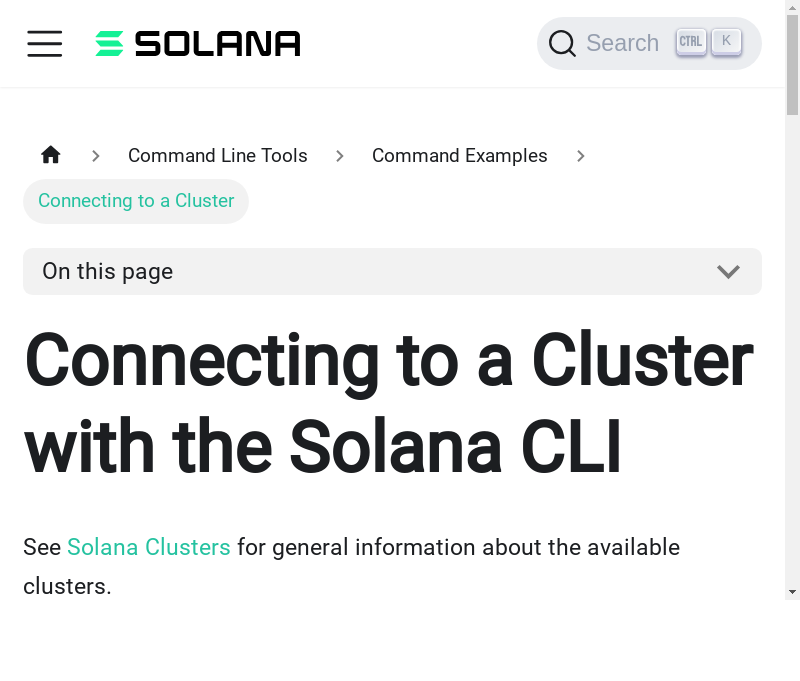 SOLANA
Search CTRL K
Command Line Tools Command Examples
Connecting to a Cluster
On this page
Connecting to a Cluster
with the Solana CLI
See Solana Clusters for general information about the available
clusters.